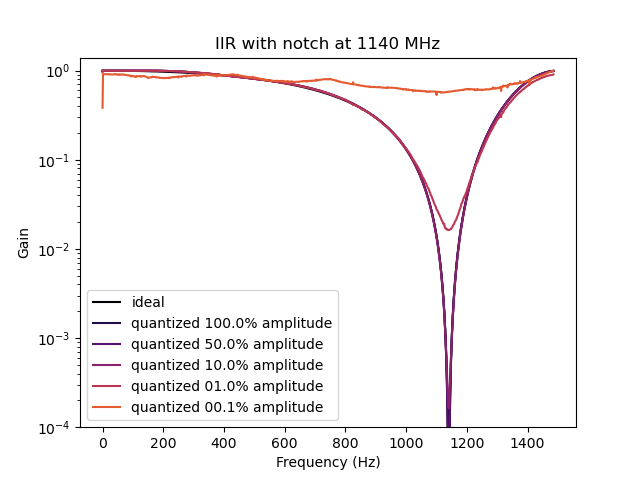 IIR with notch at 1140 MHz
Gain
10^0
10^-1
10^-2
10^-3
10^-4
ideal
quantized 100.0% amplitude
quantized 50.0% amplitude
quantized 10.0% amplitude
quantized 01.0% amplitude
quantized 00.1% amplitude
0 200 400 600 800 1000 1200 1400
Frequency (Hz)